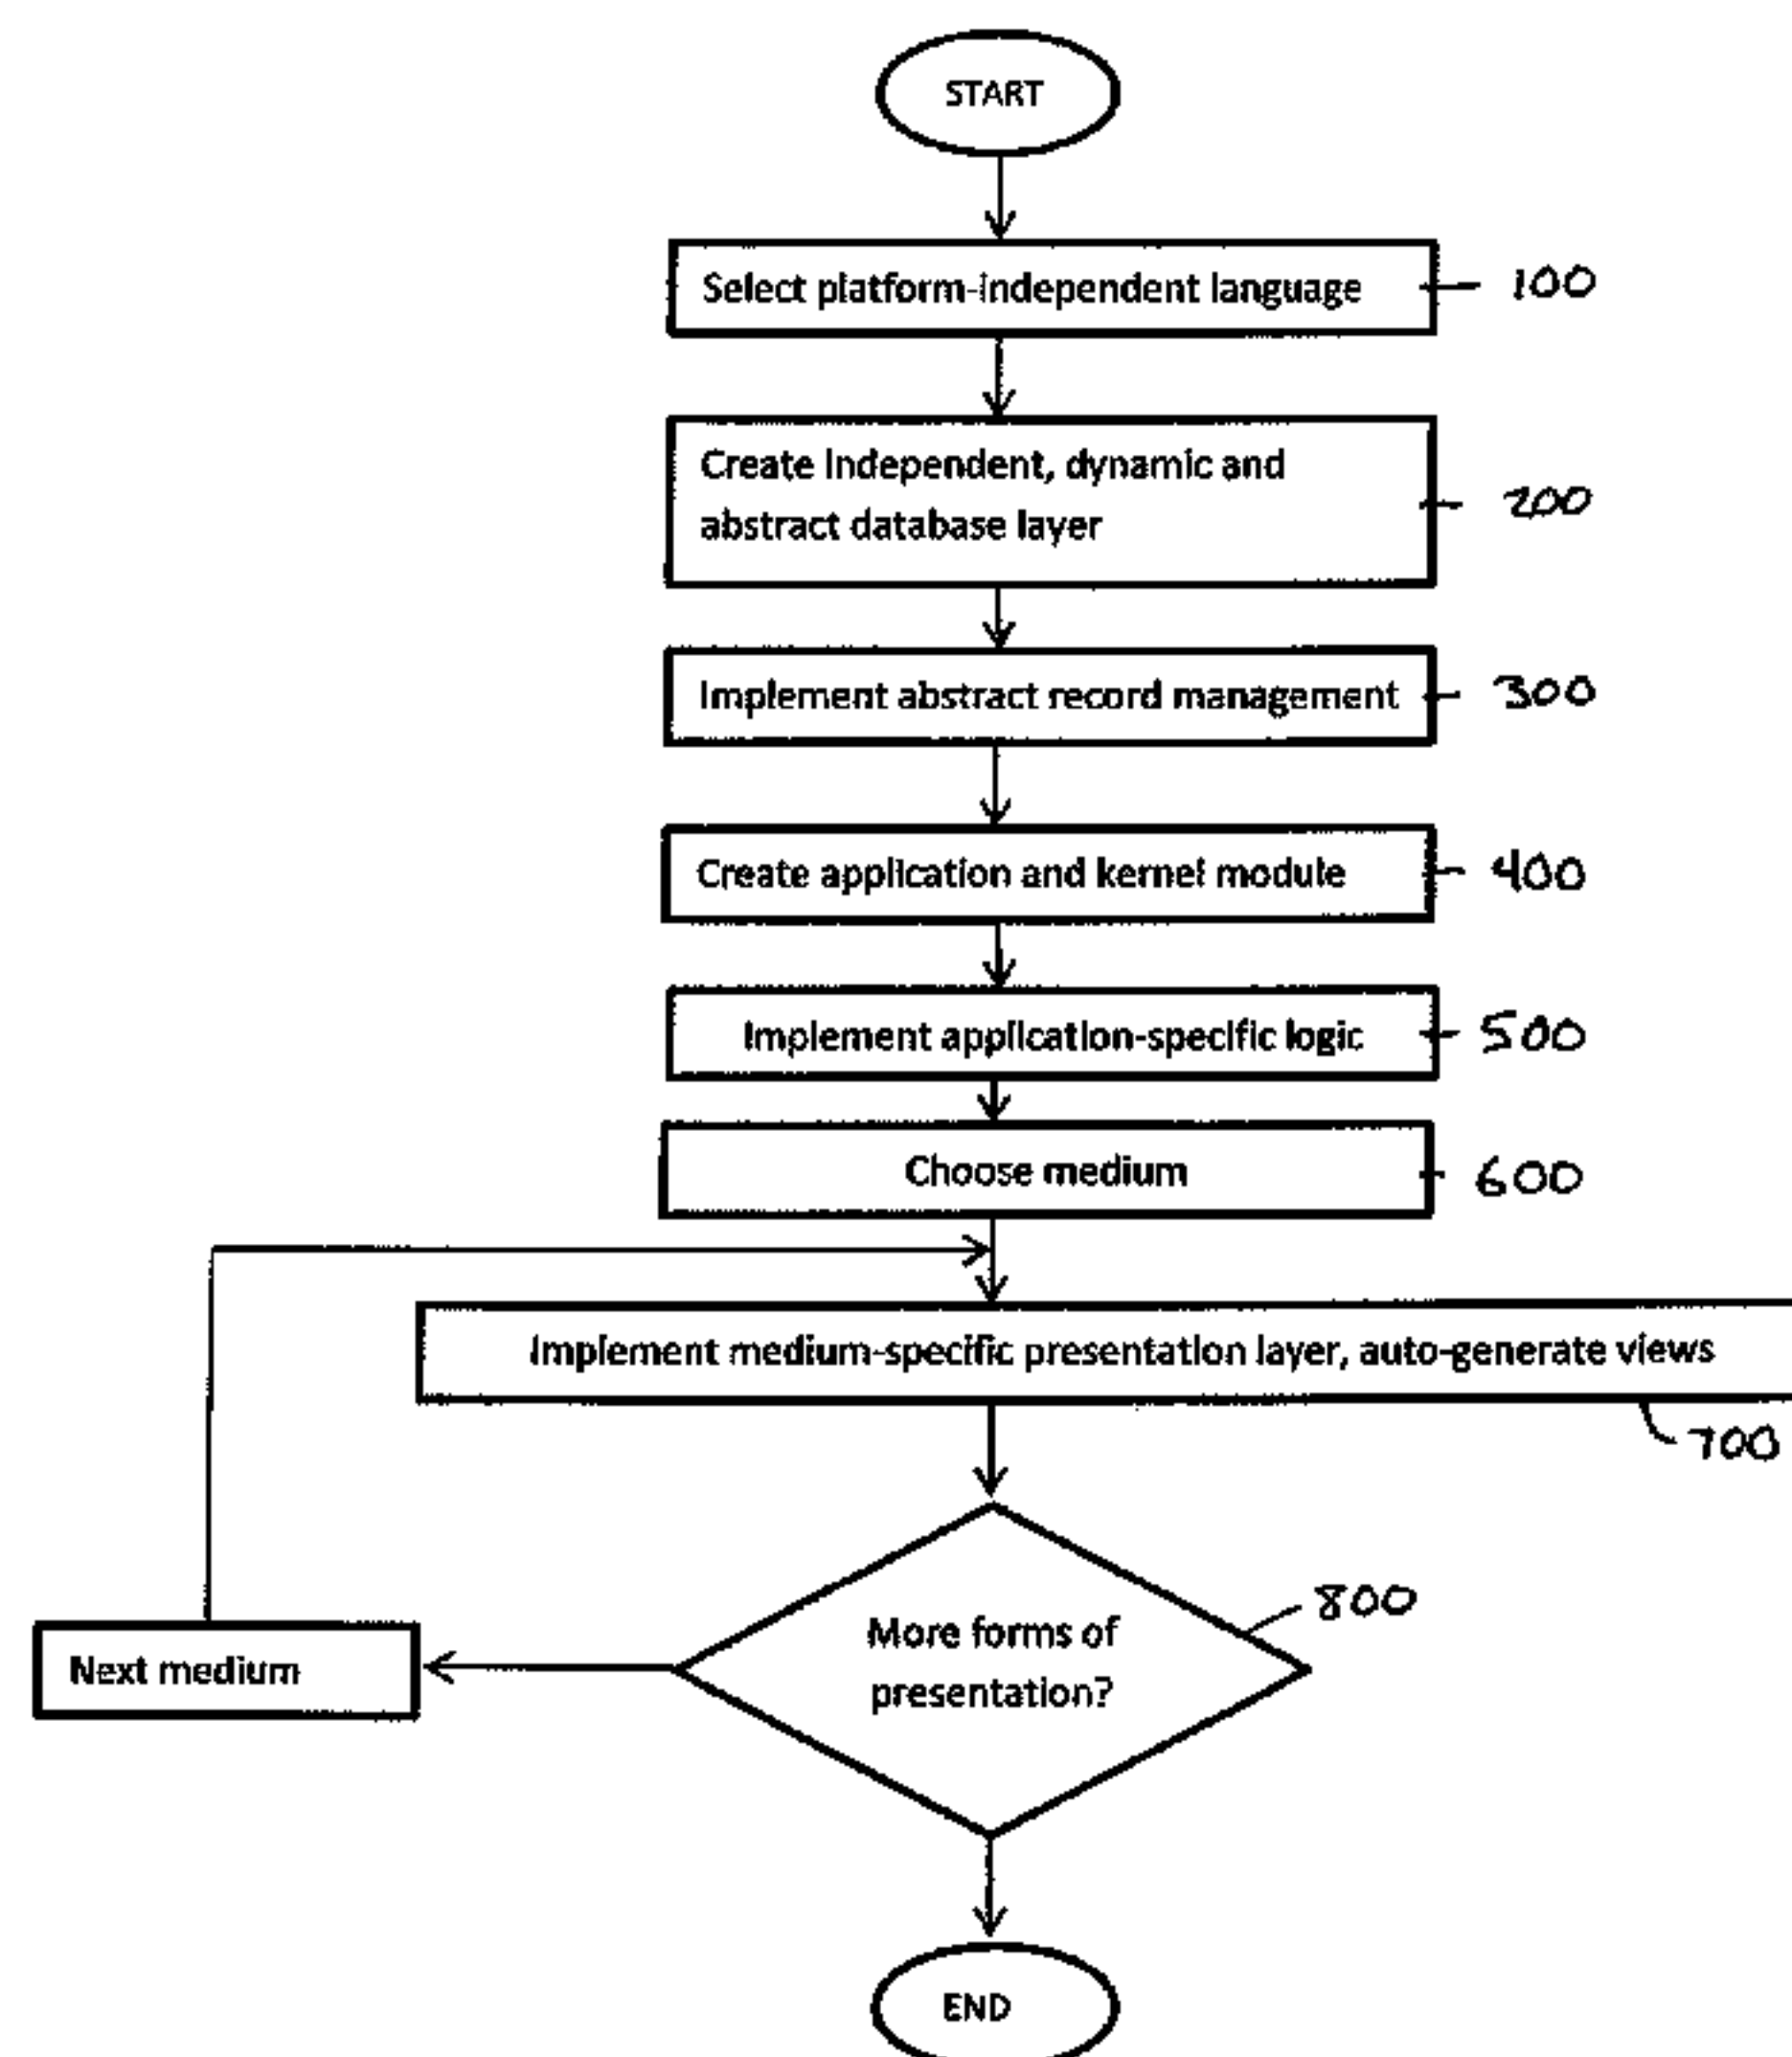 START
Select platform-independent language
100
Create Independent, dynamic and
abstract database layer
200
Implement abstract record management
300
Create application and kernel module
400
Implement application-specific logic
500
Choose medium
600
Implement medium-specific presentation layer, auto-generate views
700
More forms of
presentation?
800
Next medium
END